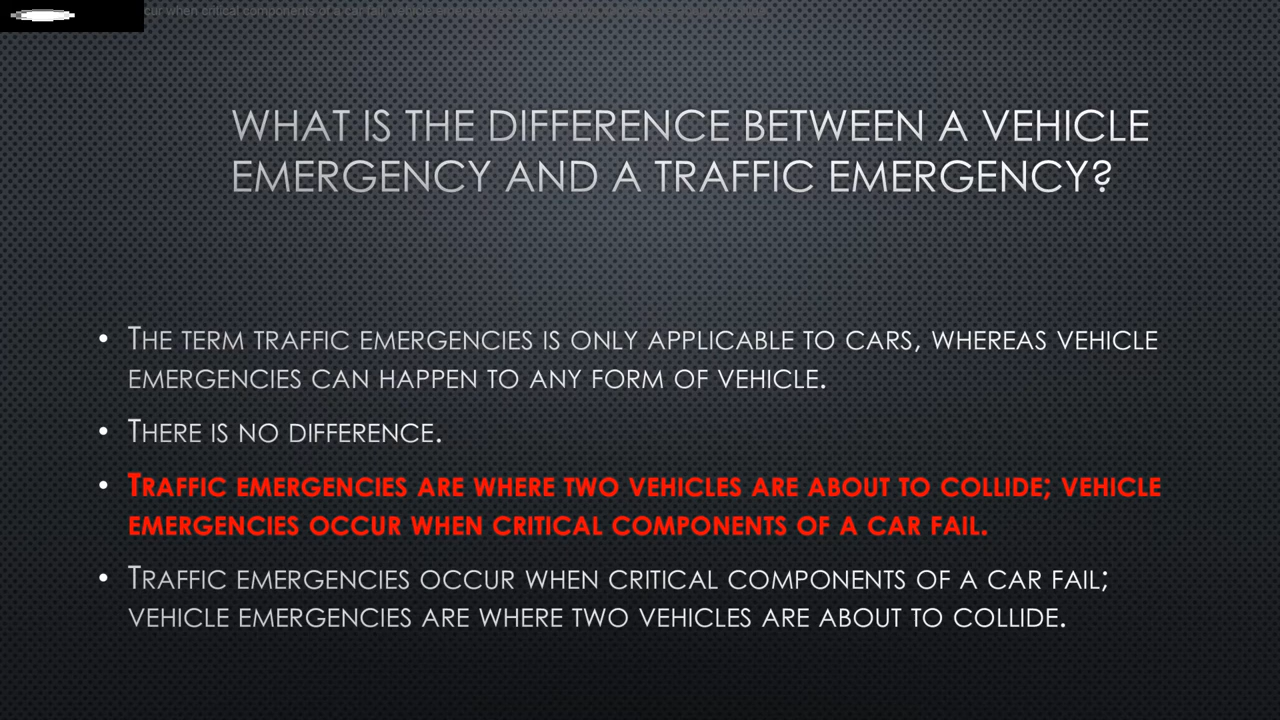 WHAT IS THE DIFFERENCE BETWEEN A VEHICLE
EMERGENCY AND A TRAFFIC EMERGENCY?
• THE TERM TRAFFIC EMERGENCIES IS ONLY APPLICABLE TO CARS, WHEREAS VEHICLE
EMERGENCIES CAN HAPPEN TO ANY FORM OF VEHICLE.
• THERE IS NO DIFFERENCE.
• TRAFFIC EMERGENCIES ARE WHERE TWO VEHICLES ARE ABOUT TO COLLIDE; VEHICLE
EMERGENCIES OCCUR WHEN CRITICAL COMPONENTS OF A CAR FAIL.
• TRAFFIC EMERGENCIES OCCUR WHEN CRITICAL COMPONENTS OF A CAR FAIL;
VEHICLE EMERGENCIES ARE WHERE TWO VEHICLES ARE ABOUT TO COLLIDE.